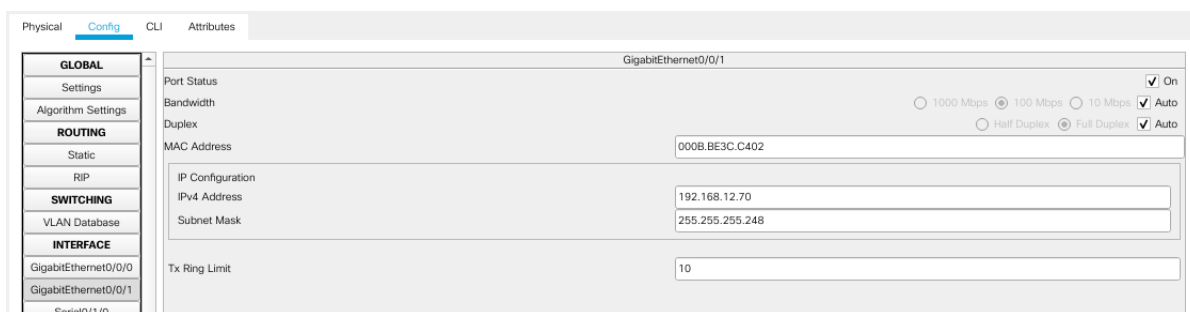 Physical Config CLI Attributes
GLOBAL
Settings
Algorithm Settings
ROUTING
Static
RIP
SWITCHING
VLAN Database
INTERFACE
GigabitEthernet0/0/0
GigabitEthernet0/0/1
Serial0/1/0
GigabitEthernet0/0/1
Port Status On
Bandwidth 1000 Mbps 100 Mbps 10 Mbps Auto
Duplex Half Duplex Full Duplex Auto
MAC Address 000B.BE3C.C402
IP Configuration
IPv4 Address 192.168.12.70
Subnet Mask 255.255.255.248
Tx Ring Limit 10